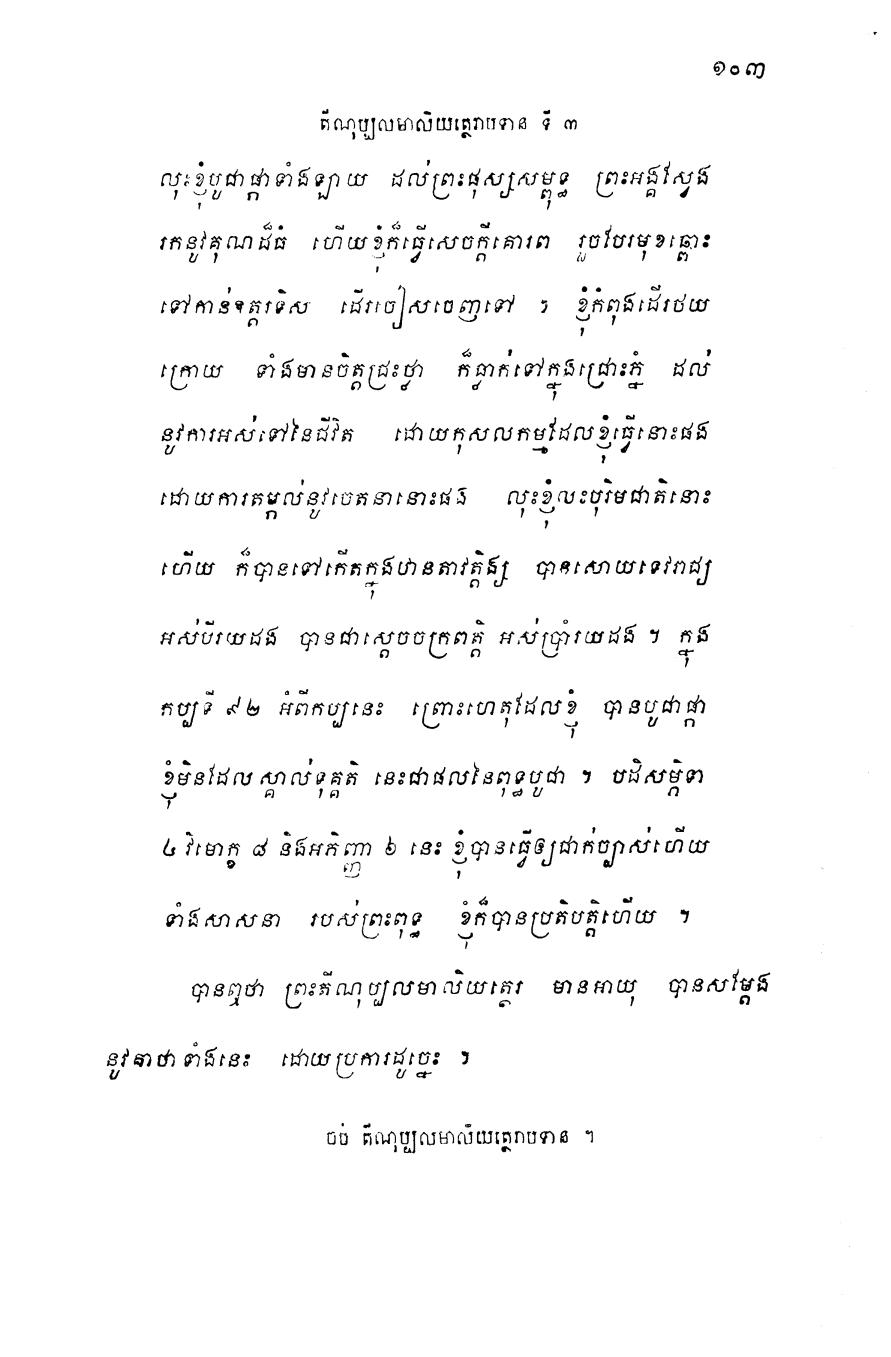 ១០៣
តីណុប្បលមាលិយត្ថេរាបទាន ទី ៣
លុះខ្ញុំបូជាផ្កាទាំងឡាយ ដល់ព្រះផុស្សសម្ពុទ្ធ ព្រះអង្គស្វែង
រកនូវគុណដ៏ធំ ហើយខ្ញុំក៏ធ្វើសេចក្តីគោរព រួចបែរមុខឆ្ពោះ
ទៅកាន់ឧត្តរទិស ដើរចៀសចេញទៅ ។ ខ្ញុំកំពុងដើរថយ
ក្រោយ ទាំងមានចិត្តជ្រះថ្លា ក៏ធ្លាក់ទៅក្នុងជ្រោះភ្នំ ដល់
នូវការអស់ទៅនៃជីវិត ដោយកុសលកម្មដែលខ្ញុំធ្វើនោះផង
ដោយការតម្កល់នូវចេតនានោះផង លុះខ្ញុំលះបុរិមជាតិនោះ
ហើយ ក៏បានទៅកើតក្នុងឋានតាវត្តិង្ស បានសោយទេវរាជ្យ
អស់បីរយដង បានជាស្តេចចក្រពត្តិ អស់ប្រាំរយដង ។ ក្នុង
កប្បទី ៩២ អំពីកប្បនេះ ព្រោះហេតុដែលខ្ញុំ បានបូជាផ្កា
ខ្ញុំមិនដែលស្គាល់ទុគ្គតិ នេះជាផលនៃពុទ្ធបូជា ។ បដិសម្ភិទា
៤ វិមោក្ខ ៨ និងអភិញ្ញា ៦ នេះ ខ្ញុំបានធ្វើឲ្យជាក់ច្បាស់ហើយ
ទាំងសាសនា របស់ព្រះពុទ្ធ ខ្ញុំក៏បានប្រតិបត្តិហើយ ។
បានឮថា ព្រះតីណុប្បលមាលិយត្ថេរ មានអាយុ បានសម្តែង
នូវគាថាទាំងនេះ ដោយប្រការដូច្នេះ ។
ចប់ តីណុប្បលមាលិយត្ថេរាបទាន ។